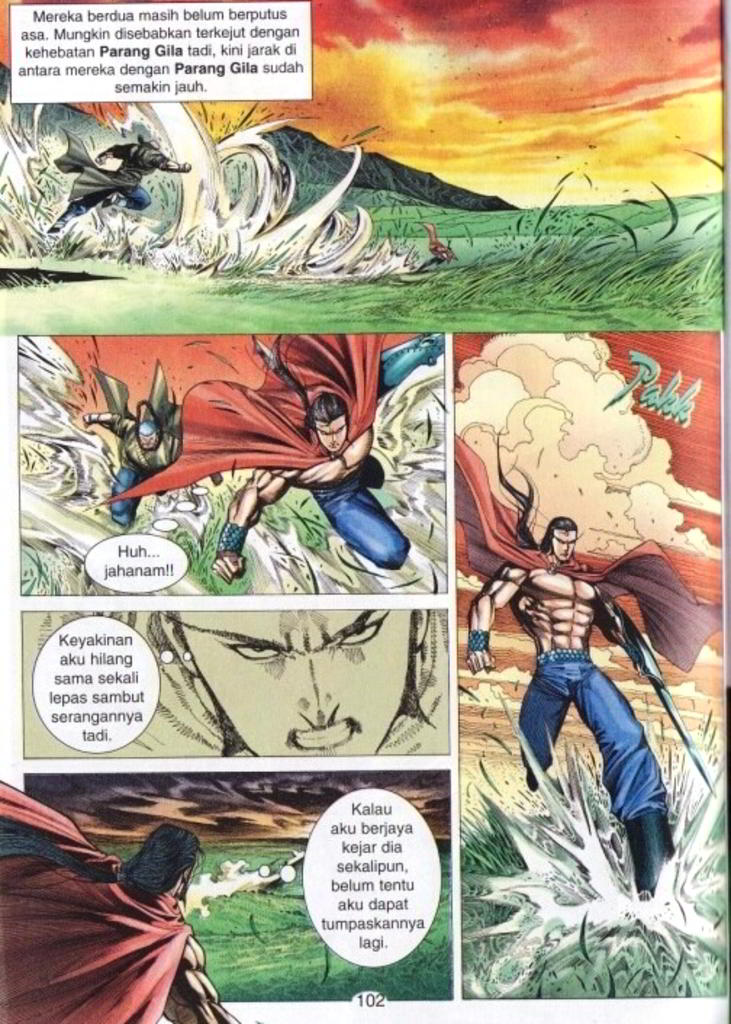 Mereka berdua masih belum berputus
asa. Mungkin disebabkan terkejut dengan
kehebatan Parang Gila tadi, kini jarak di
antara mereka dengan Parang Gila sudah
semakin jauh.
Huh...
jahanam!!
Pakk
Keyakinan
aku hilang
sama sekali
lepas sambut
serangannya
tadi.
Kalau
aku berjaya
kejar dia
sekalipun,
belum tentu
aku dapat
tumpaskannya
lagi.
102